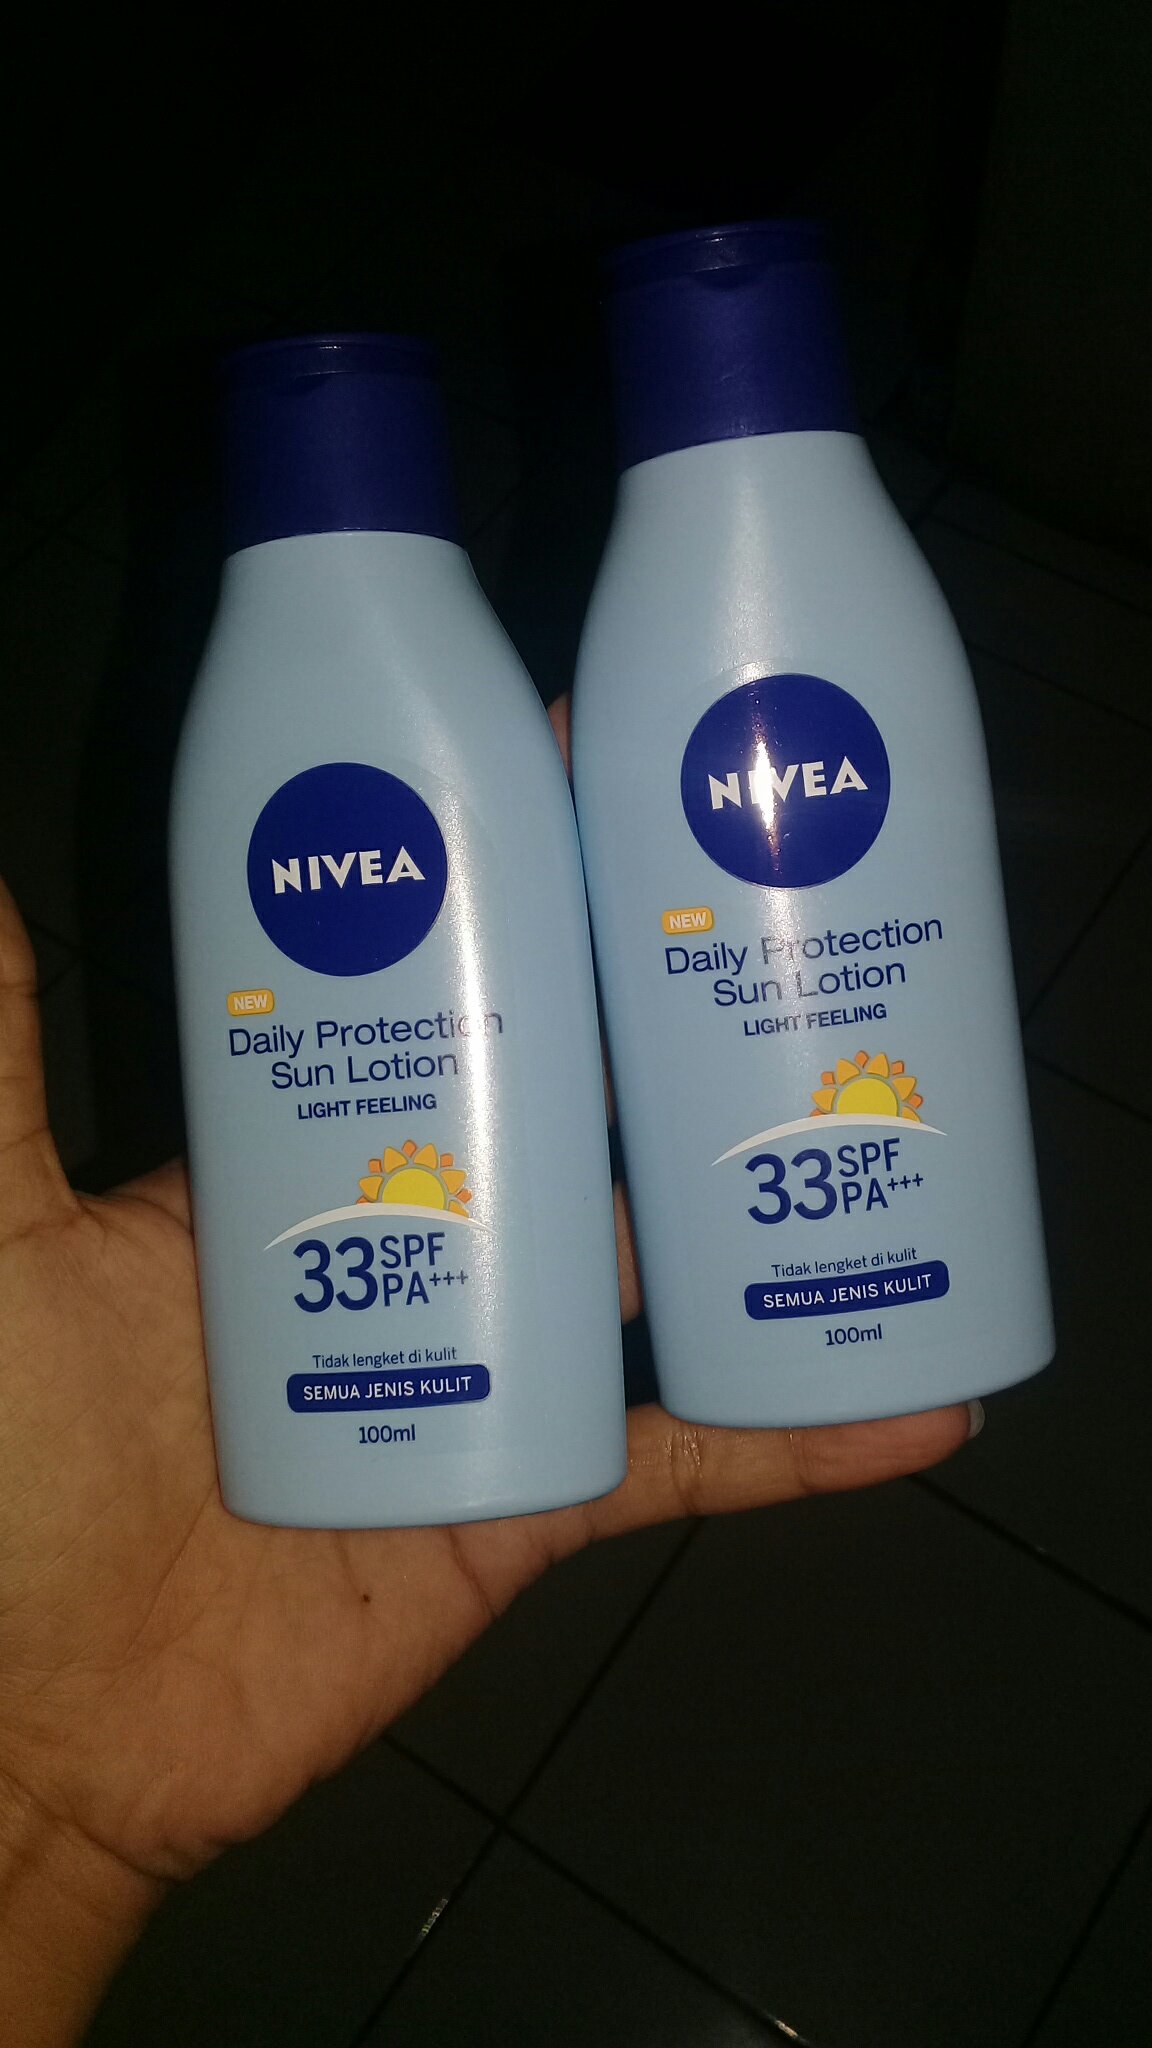 NIVEA
NEW
Daily Protection
Sun Lotion
LIGHT FEELING
33 SPF
PA+++
Tidak lengket di kulit
SEMUA JENIS KULIT
100ml
NIVEA
NEW
Daily Protection
Sun Lotion
LIGHT FEELING
33 SPF
PA+++
Tidak lengket di kulit
SEMUA JENIS KULIT
100ml